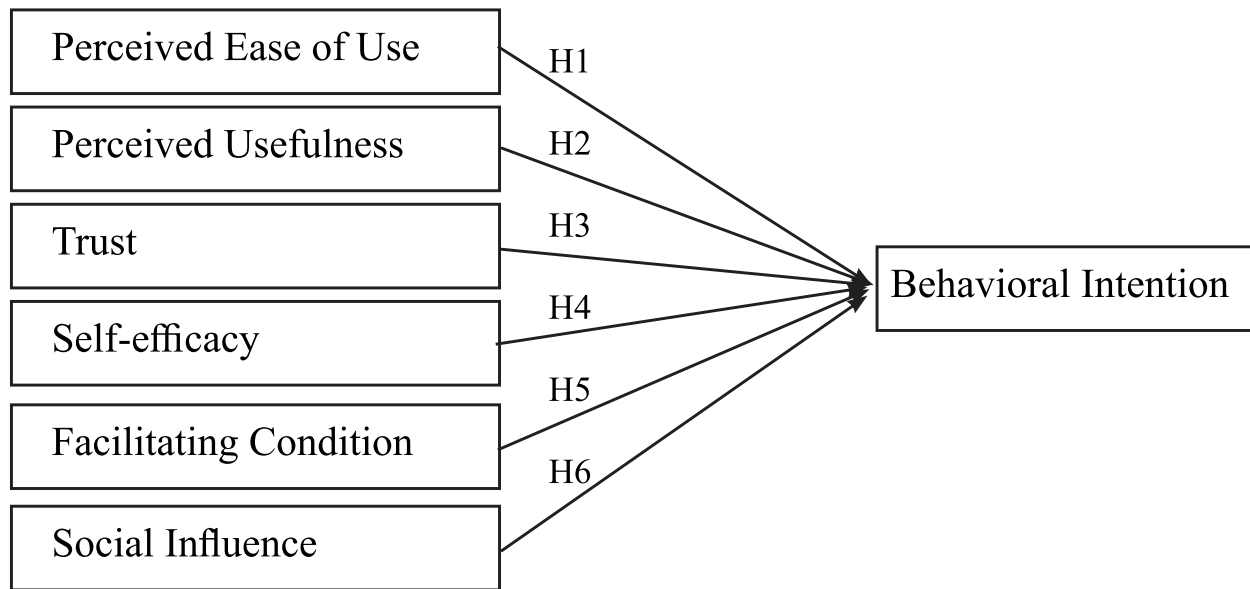 Perceived Ease of Use
H1
Perceived Usefulness
H2
Trust
H3
Self-efficacy
H4
Facilitating Condition
H5
Social Influence
H6
Behavioral Intention